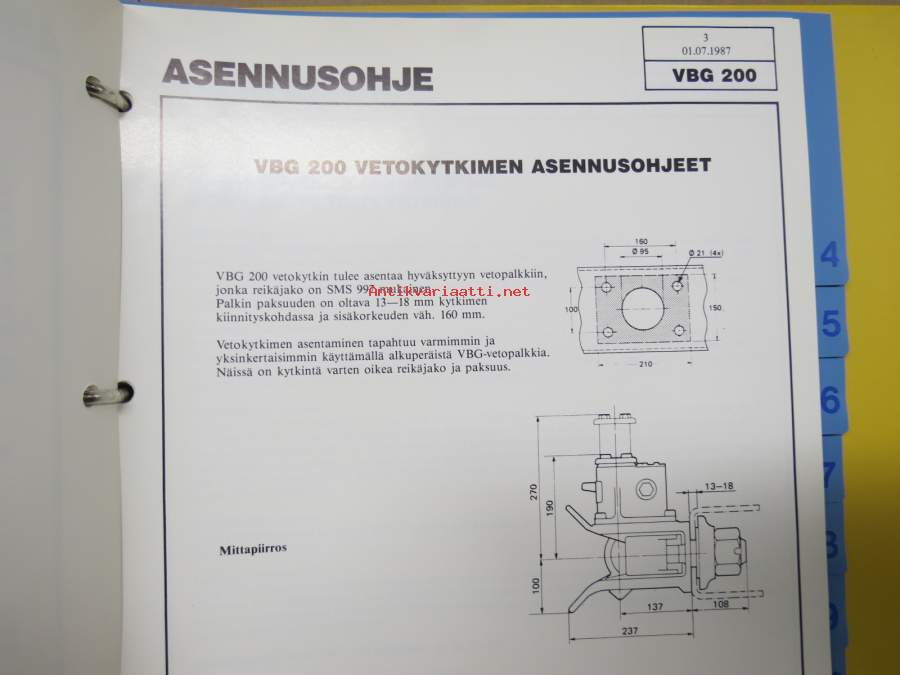 3
01.07.1987
VBG 200
ASENNUSOHJE
VBG 200 VETOKYTKIMEN ASENNUSOHJEET
VBG 200 vetokytkin tulee asentaa hyväksyttyyn vetopalkkiin,
jonka reikäjako on SMS mukainen.
Antikvariaatti.net
Palkin paksuuden on oltava 13—18 mm kytkimen
kiinnityskohdassa ja sisäkorkeuden väh. 160 mm.
Vetokytkimen asentaminen tapahtuu varmimmin ja
yksinkertaisimmin käyttämällä alkuperäistä VBG-vetopalkkia.
Näissä on kytkintä varten oikea reikäjako ja paksuus.
160
Ø 95
Ø 21 (4x)
100
150
210
Mittapiirros
270
190
100
13—18
137
108
237
4
5
6
7
8
9